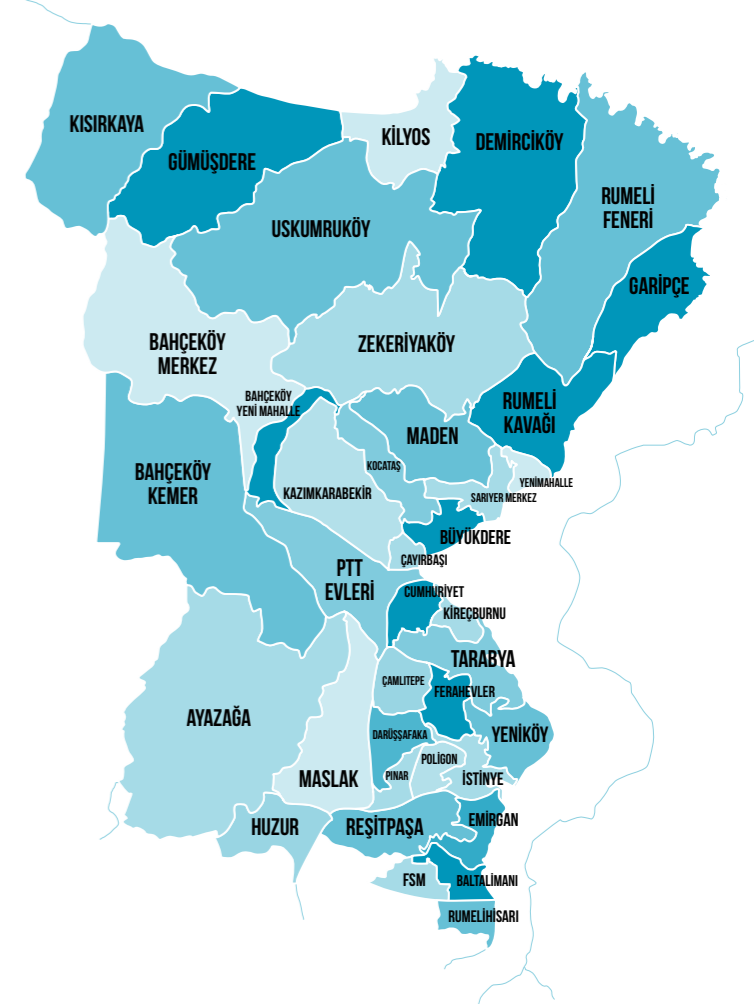 KISIRKAYA
GÜMÜŞDERE
KİLYOS
DEMİRCİKÖY
RUMELİ
FENERİ
USKUMRUKÖY
GARİPÇE
BAHÇEKÖY
MERKEZ
ZEKERİYAKÖY
BAHÇEKÖY
YENİ MAHALLE
RUMELİ
KAVAĞI
MADEN
KOCATAŞ
BAHÇEKÖY
KEMER
KAZIMKARABEKİR
YENİMAHALLE
SARIYER MERKEZ
BÜYÜKDERE
ÇAYIRBAŞI
PTT
EVLERİ
CUMHURİYET
KİREÇBURNU
TARABYA
ÇAMLITEPE
FERAHEVLER
AYAZAĞA
DARÜŞŞAFAKA
YENİKÖY
POLİGON
PINAR
İSTİNYE
MASLAK
HUZUR
REŞİTPAŞA
EMİRGAN
FSM
BALTALİMANI
RUMELİHİSARI